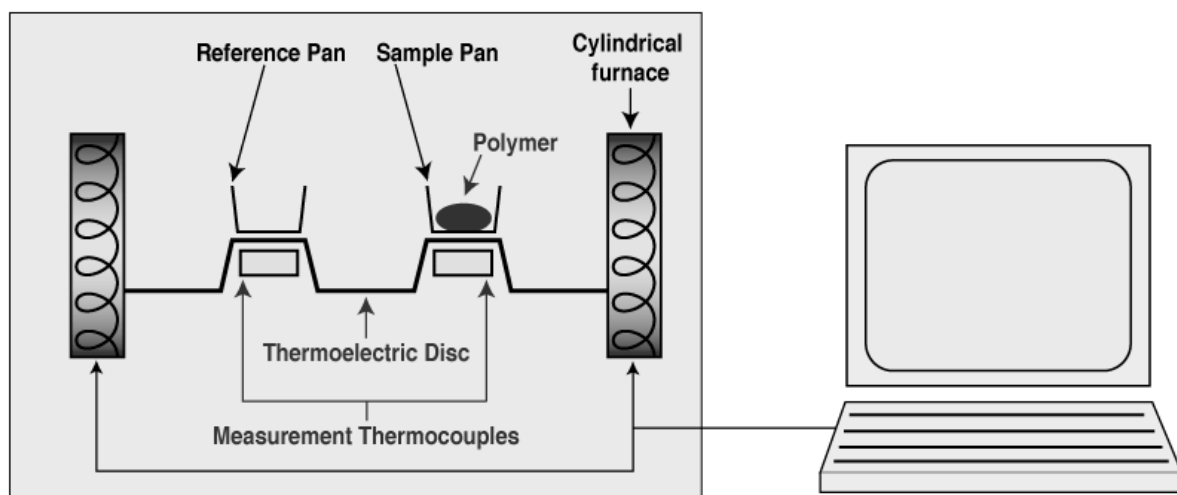 Reference Pan
Sample Pan
Cylindrical
furnace
Polymer
Thermoelectric Disc
Measurement Thermocouples